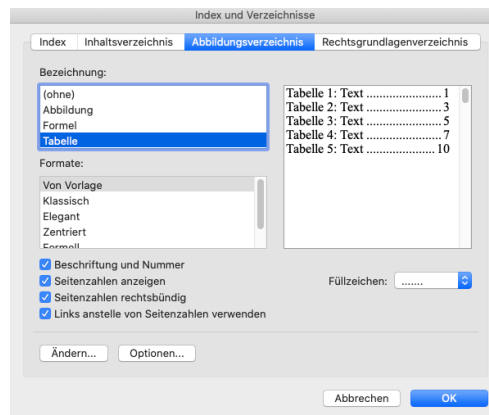 Index und Verzeichnisse
Index Inhaltsverzeichnis Abbildungsverzeichnis Rechtsgrundlagenverzeichnis
Bezeichnung:
(ohne)
Abbildung
Formel
Tabelle
Tabelle 1: Text ....................... 1
Tabelle 2: Text ....................... 3
Tabelle 3: Text ....................... 5
Tabelle 4: Text ....................... 7
Tabelle 5: Text ..................... 10
Formate:
Von Vorlage
Klassisch
Elegant
Zentriert
Formell
Beschriftung und Nummer
Seitenzahlen anzeigen
Seitenzahlen rechtsbündig
Links anstelle von Seitenzahlen verwenden
Füllzeichen: .......
Ändern... Optionen...
Abbrechen OK